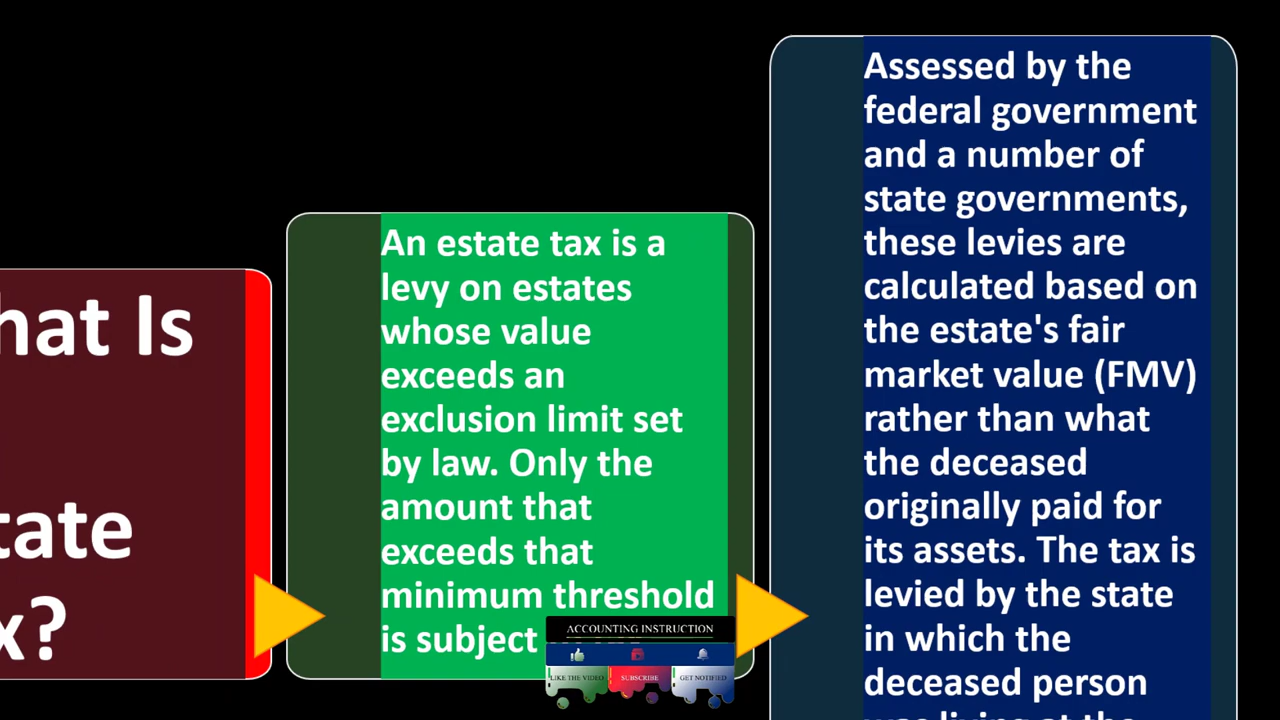 hat Is
tate
x?
An estate tax is a
levy on estates
whose value
exceeds an
exclusion limit set
by law. Only the
amount that
exceeds that
minimum threshold
is subject
Assessed by the
federal government
and a number of
state governments,
these levies are
calculated based on
the estate's fair
market value (FMV)
rather than what
the deceased
originally paid for
its assets. The tax is
levied by the state
in which the
deceased person
was living at the
ACCOUNTING INSTRUCTION
LIKE THE VIDEO SUBSCRIBE GET NOTIFIED